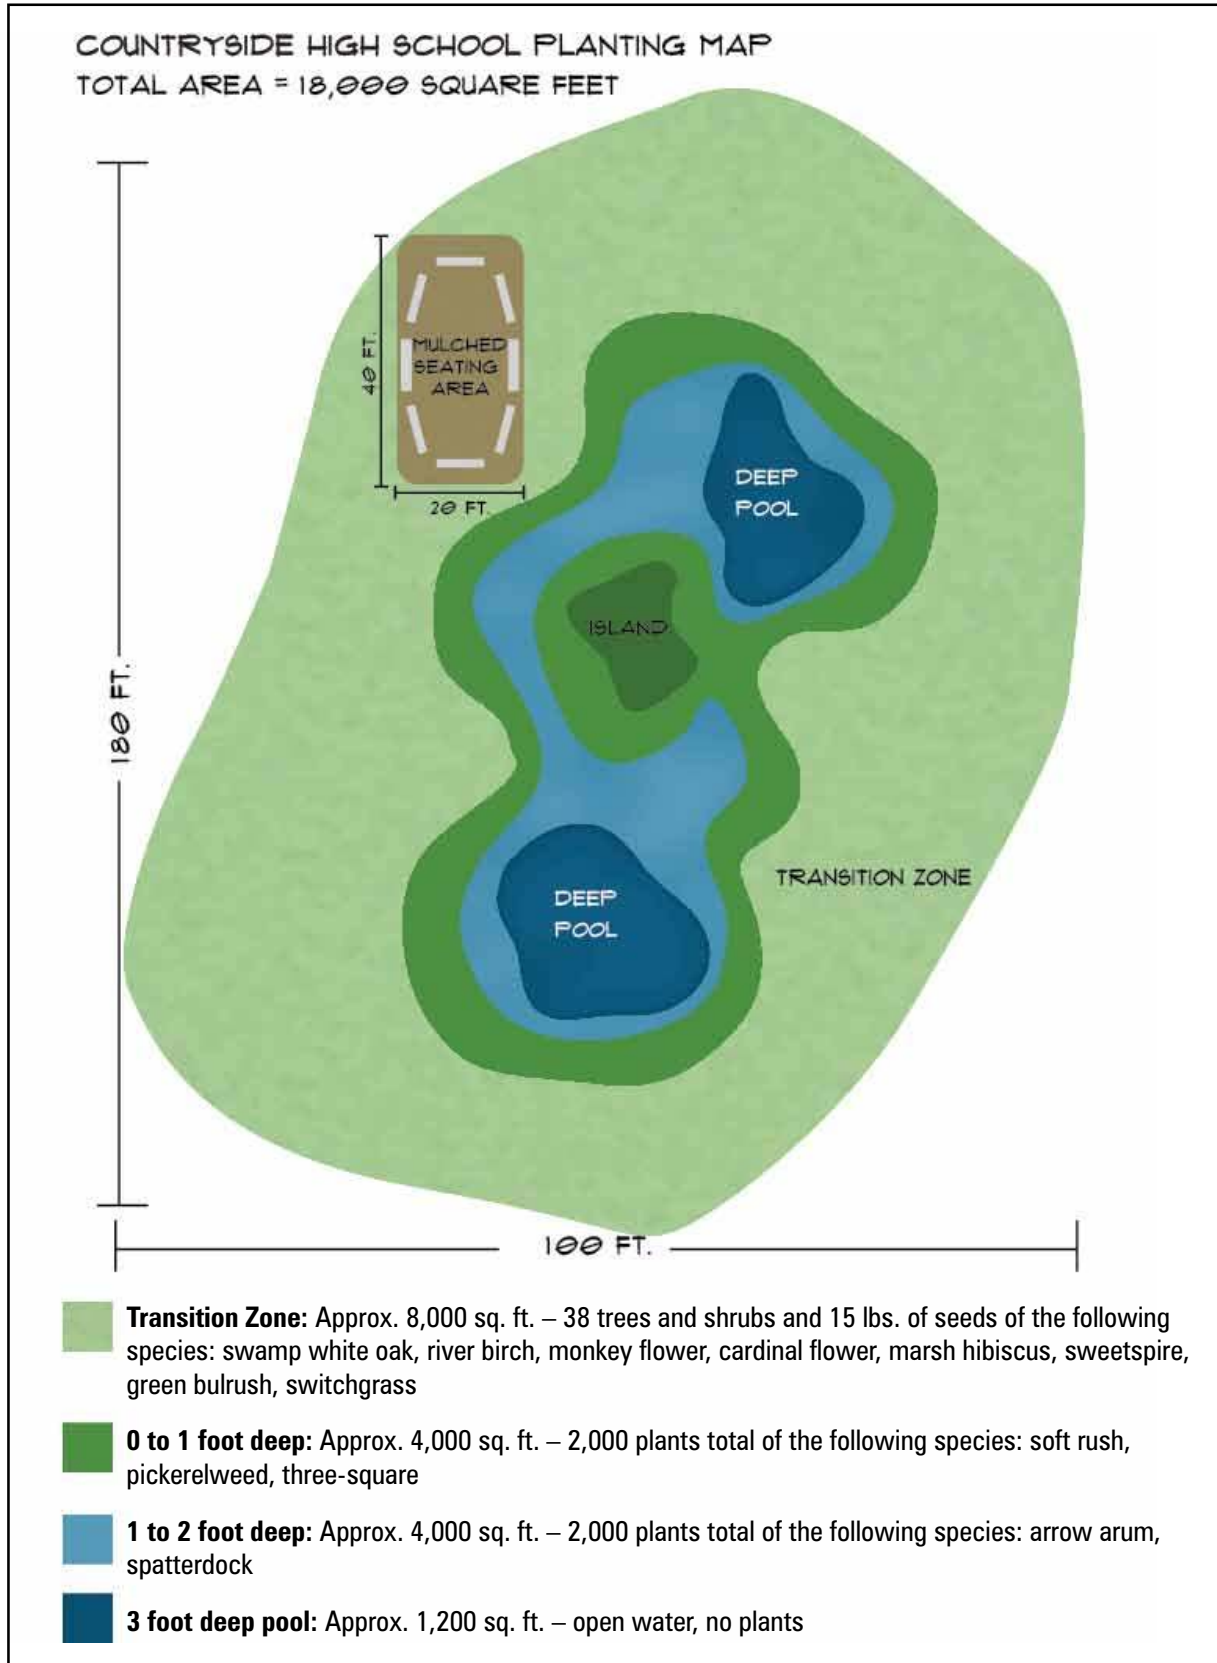 COUNTRYSIDE HIGH SCHOOL PLANTING MAP
TOTAL AREA = 18,000 SQUARE FEET
MULCHED
SEATING
AREA
40 FT.
20 FT.
DEEP
POOL
ISLAND
180 FT.
TRANSITION ZONE
DEEP
POOL
100 FT.
Transition Zone: Approx. 8,000 sq. ft. – 38 trees and shrubs and 15 lbs. of seeds of the following
species: swamp white oak, river birch, monkey flower, cardinal flower, marsh hibiscus, sweetspire,
green bulrush, switchgrass
0 to 1 foot deep: Approx. 4,000 sq. ft. – 2,000 plants total of the following species: soft rush,
pickerelweed, three-square
1 to 2 foot deep: Approx. 4,000 sq. ft. – 2,000 plants total of the following species: arrow arum,
spatterdock
3 foot deep pool: Approx. 1,200 sq. ft. – open water, no plants